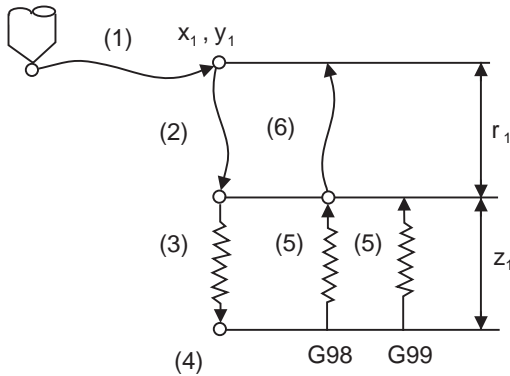 (1)
x1 , y1
(2)
(6)
r1
(3)
(5)
(5)
z1
(4)
G98
G99